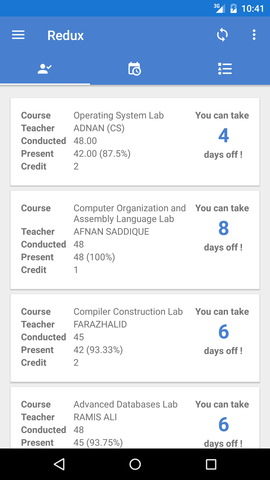 3G 10:41
Redux
Course Operating System Lab You can take
Teacher ADNAN (CS)
Conducted 48.00 4
Present 42.00 (87.5%)
Credit 2 days off !
Course Computer Organization and You can take
Assembly Language Lab
Teacher AFNAN SADDIQUE 8
Conducted 48
Present 48 (100%) days off !
Credit 1
Course Compiler Construction Lab You can take
Teacher FARAZHALID
Conducted 45 6
Present 42 (93.33%)
Credit 2 days off !
Course Advanced Databases Lab You can take
Teacher RAMIS ALI
Conducted 48 6
Present 45 (93.75%) days off !